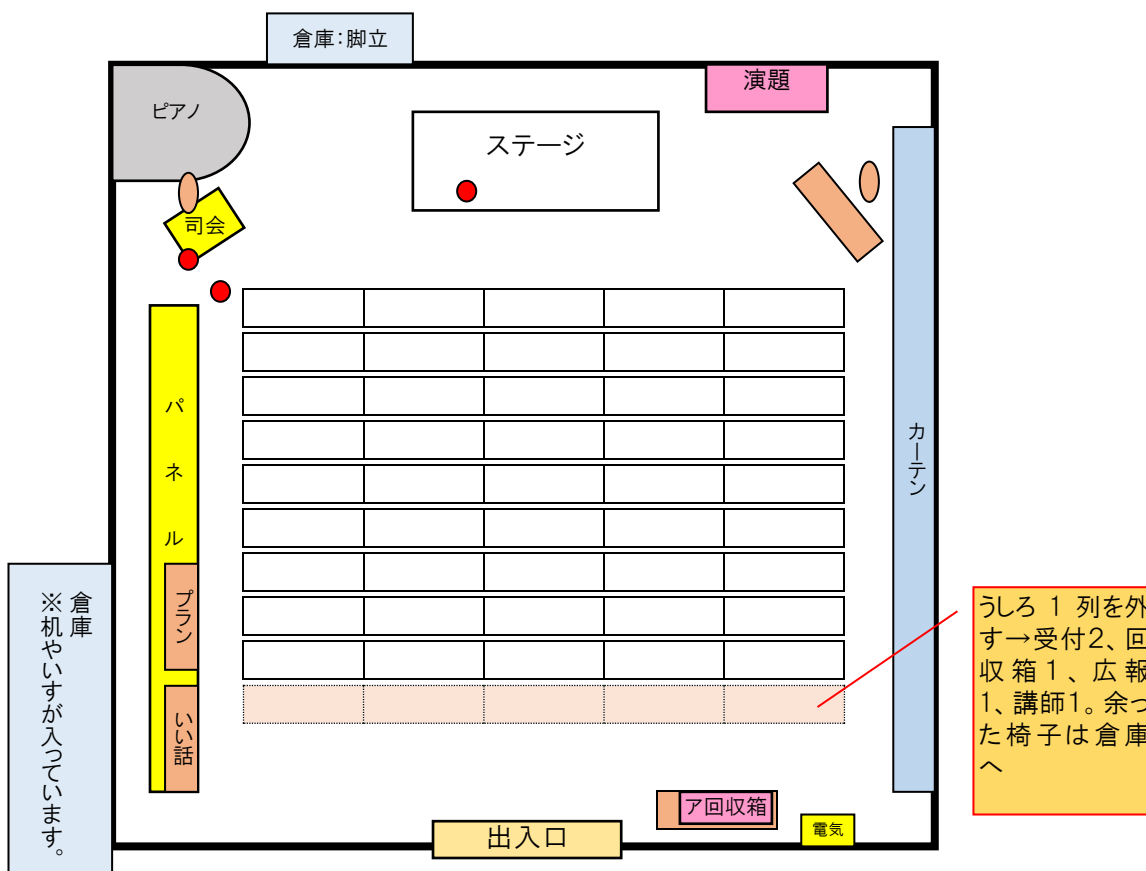 倉庫:脚立
演題
ピアノ
ステージ
司会
パネル
カーテン
プラン
いい話
倉庫
※机やいすが入っています。
うしろ 1 列を外
す→受付2、回
収箱1、広報
1、講師1。余っ
た椅子は倉庫
へ
ア回収箱
電気
出入口